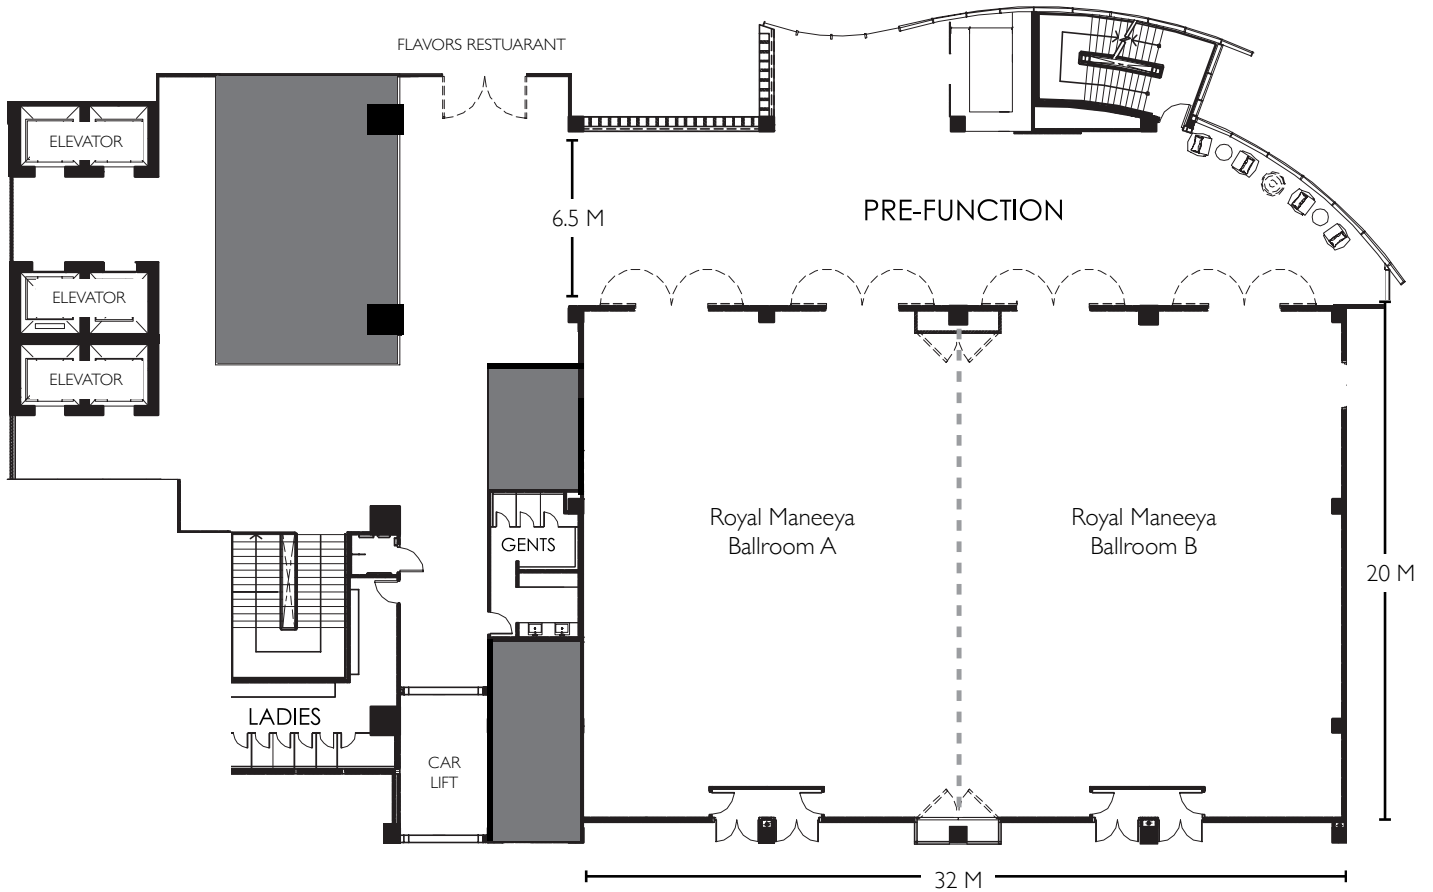 FLAVORS RESTUARANT
ELEVATOR
6.5 M
PRE-FUNCTION
ELEVATOR
ELEVATOR
Royal Maneeya
Ballroom A
Royal Maneeya
Ballroom B
GENTS
20 M
LADIES
CAR
LIFT
32 M